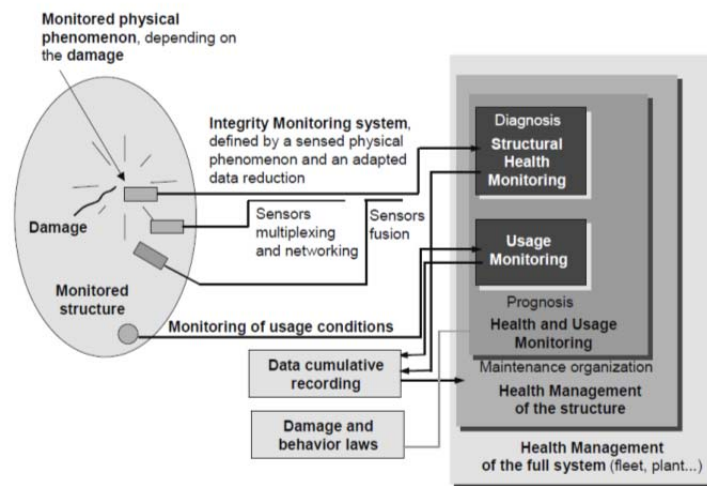 Monitored physical
phenomenon, depending on
the damage
Integrity Monitoring system,
defined by a sensed physical
phenomenon and an adapted
data reduction
Damage
Sensors
multiplexing
and networking
Sensors
fusion
Monitored
structure
Monitoring of usage conditions
Data cumulative
recording
Damage and
behavior laws
Diagnosis
Structural
Health
Monitoring
Usage
Monitoring
Prognosis
Health and Usage
Monitoring
Maintenance organization
Health Management
of the structure
Health Management
of the full system (fleet, plant...)